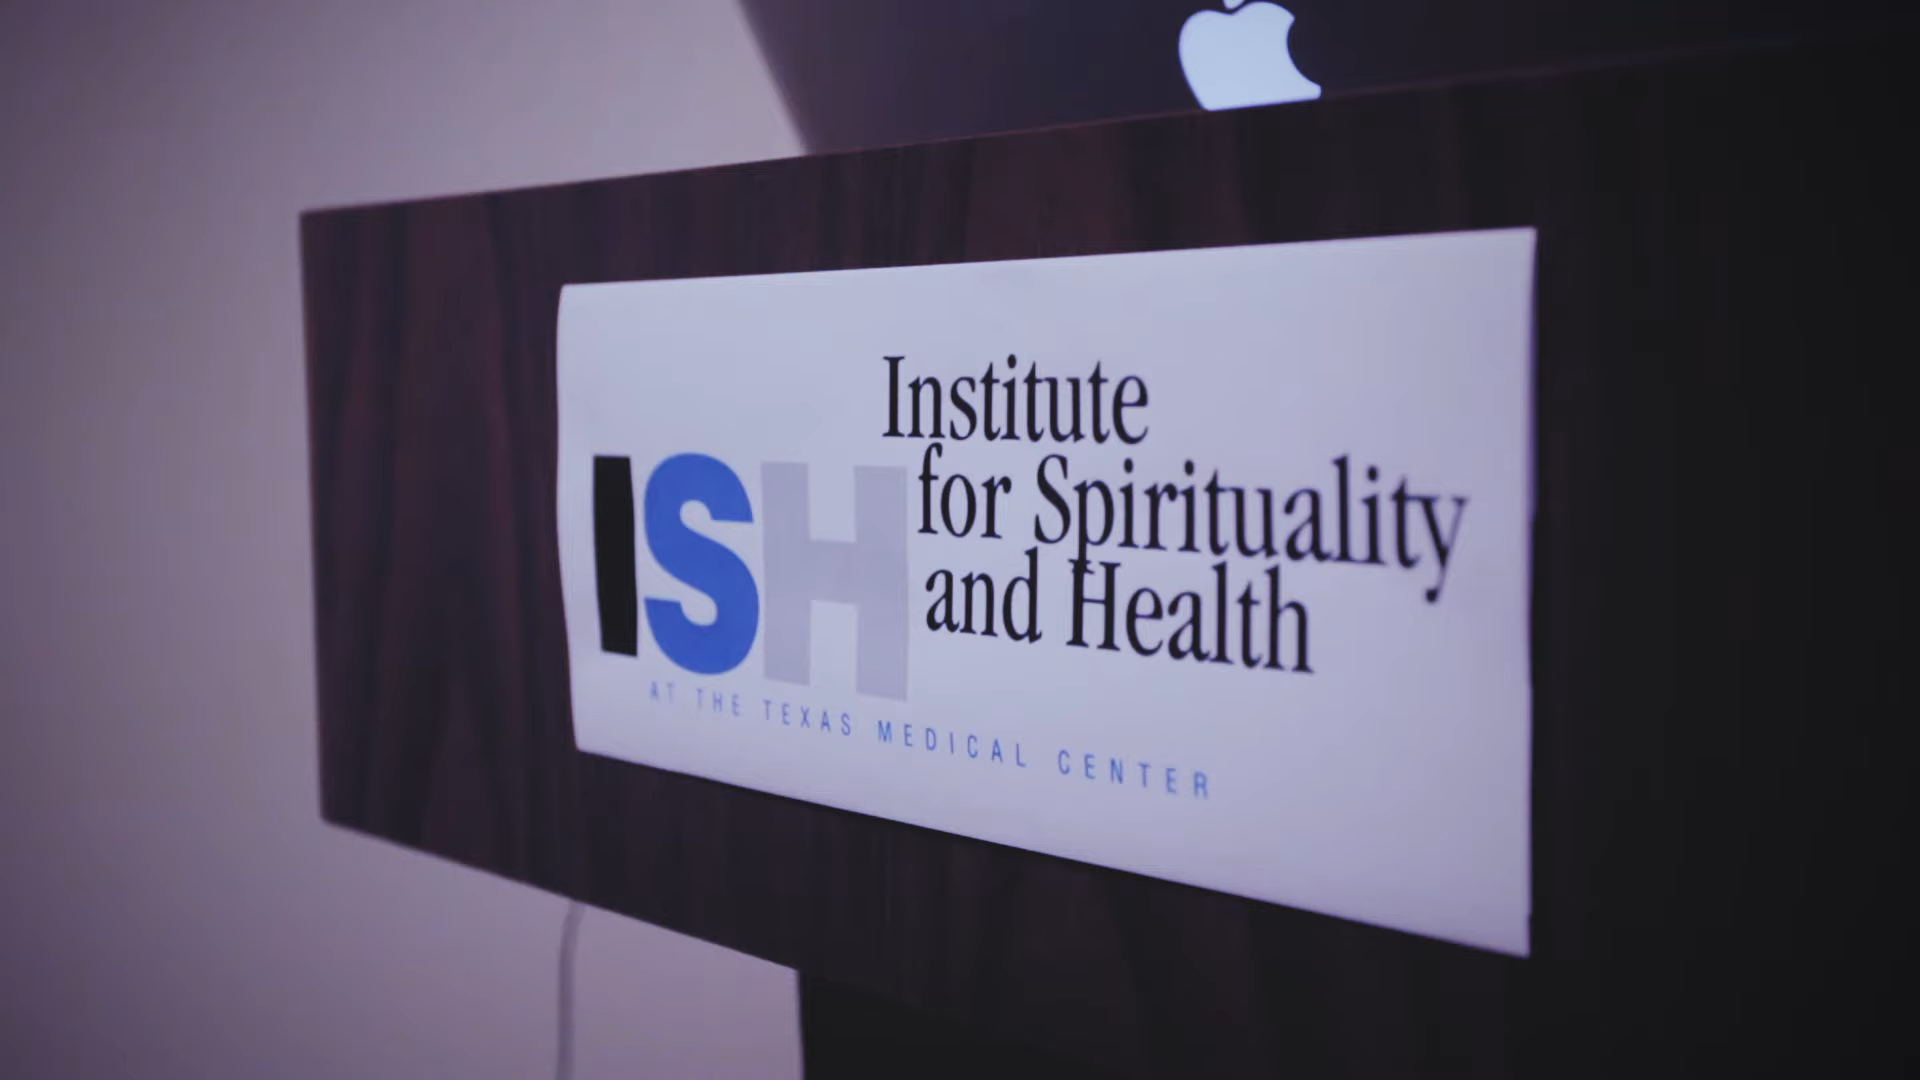 Institute
for Spirituality
and Health
ISH
AT THE TEXAS MEDICAL CENTER